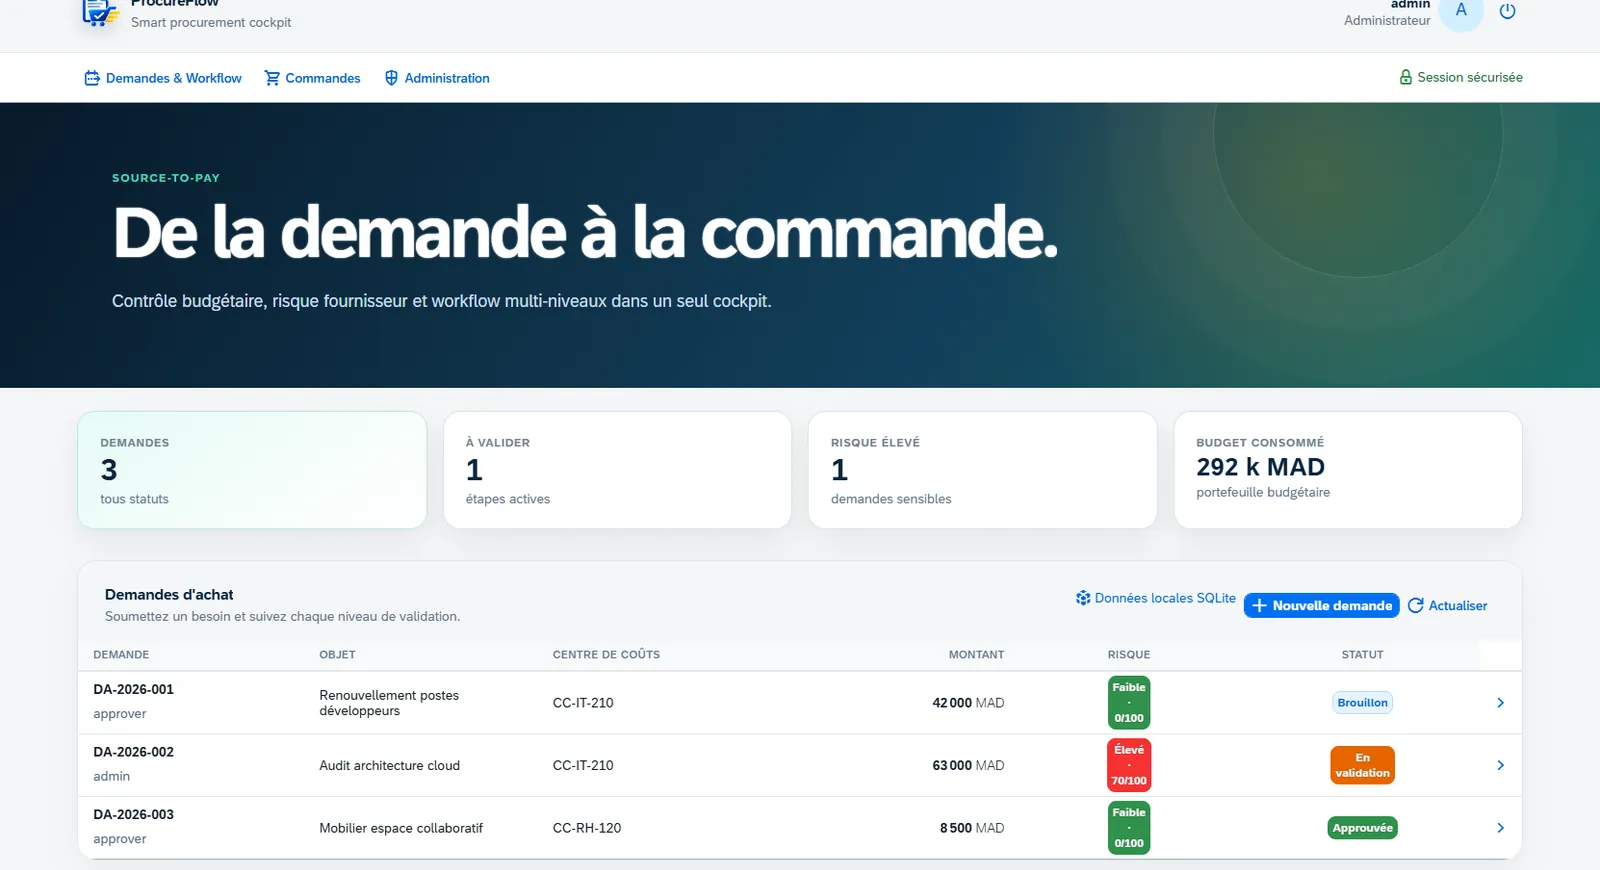 ProcureFlow
Smart procurement cockpit
admin
Administrateur
A
Demandes & Workflow
Commandes
Administration
Session sécurisée
SOURCE-TO-PAY
De la demande à la commande.
Contrôle budgétaire, risque fournisseur et workflow multi-niveaux dans un seul cockpit.
DEMANDES
3
tous statuts
À VALIDER
1
étapes actives
RISQUE ÉLEVÉ
1
demandes sensibles
BUDGET CONSOMMÉ
292 k MAD
portefeuille budgétaire
Demandes d'achat
Soumettez un besoin et suivez chaque niveau de validation.
Données locales SQLite
Nouvelle demande
Actualiser
DEMANDE OBJET CENTRE DE COÛTS MONTANT RISQUE STATUT
DA-2026-001
approver
Renouvellement postes
développeurs
CC-IT-210
42 000 MAD
Faible
·
0/100
Brouillon
DA-2026-002
admin
Audit architecture cloud
CC-IT-210
63 000 MAD
Élevé
·
70/100
En
validation
DA-2026-003
approver
Mobilier espace collaboratif
CC-RH-120
8 500 MAD
Faible
·
0/100
Approuvée